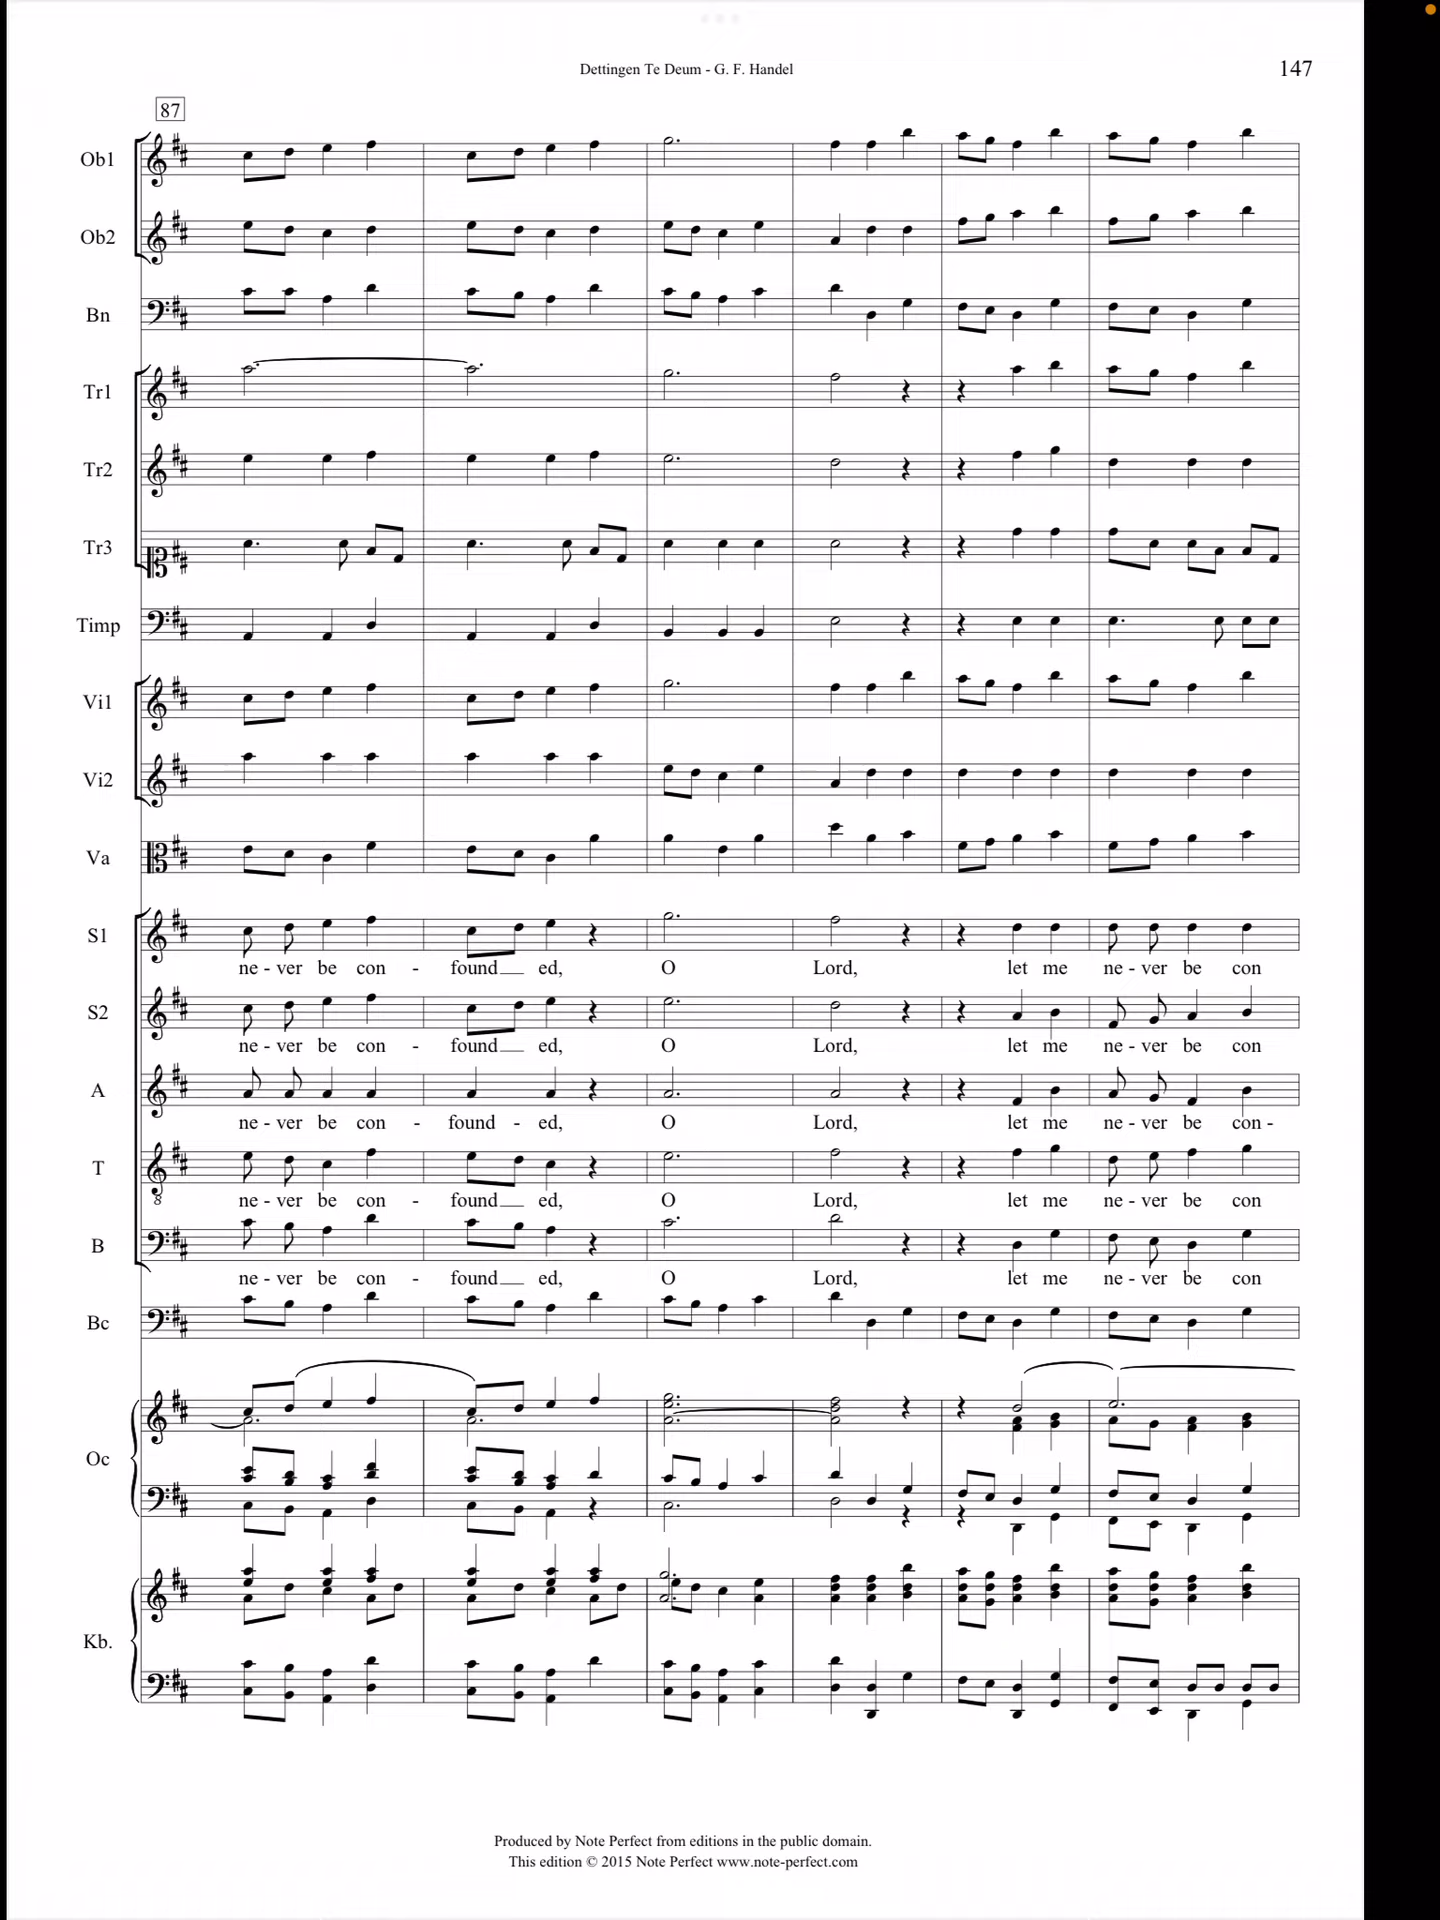 Dettingen Te Deum - G. F. Handel
147
87
Ob1
Ob2
Bn
Tr1
Tr2
Tr3
Timp
Vi1
Vi2
Va
S1
ne - ver be con - found__ ed, O Lord, let me ne - ver be con
S2
ne - ver be con - found__ ed, O Lord, let me ne - ver be con
A
ne - ver be con - found - ed, O Lord, let me ne - ver be con -
T
8
ne - ver be con - found__ ed, O Lord, let me ne - ver be con
B
ne - ver be con - found__ ed, O Lord, let me ne - ver be con
Bc
Oc
Kb.
Produced by Note Perfect from editions in the public domain.
This edition © 2015 Note Perfect www.note-perfect.com